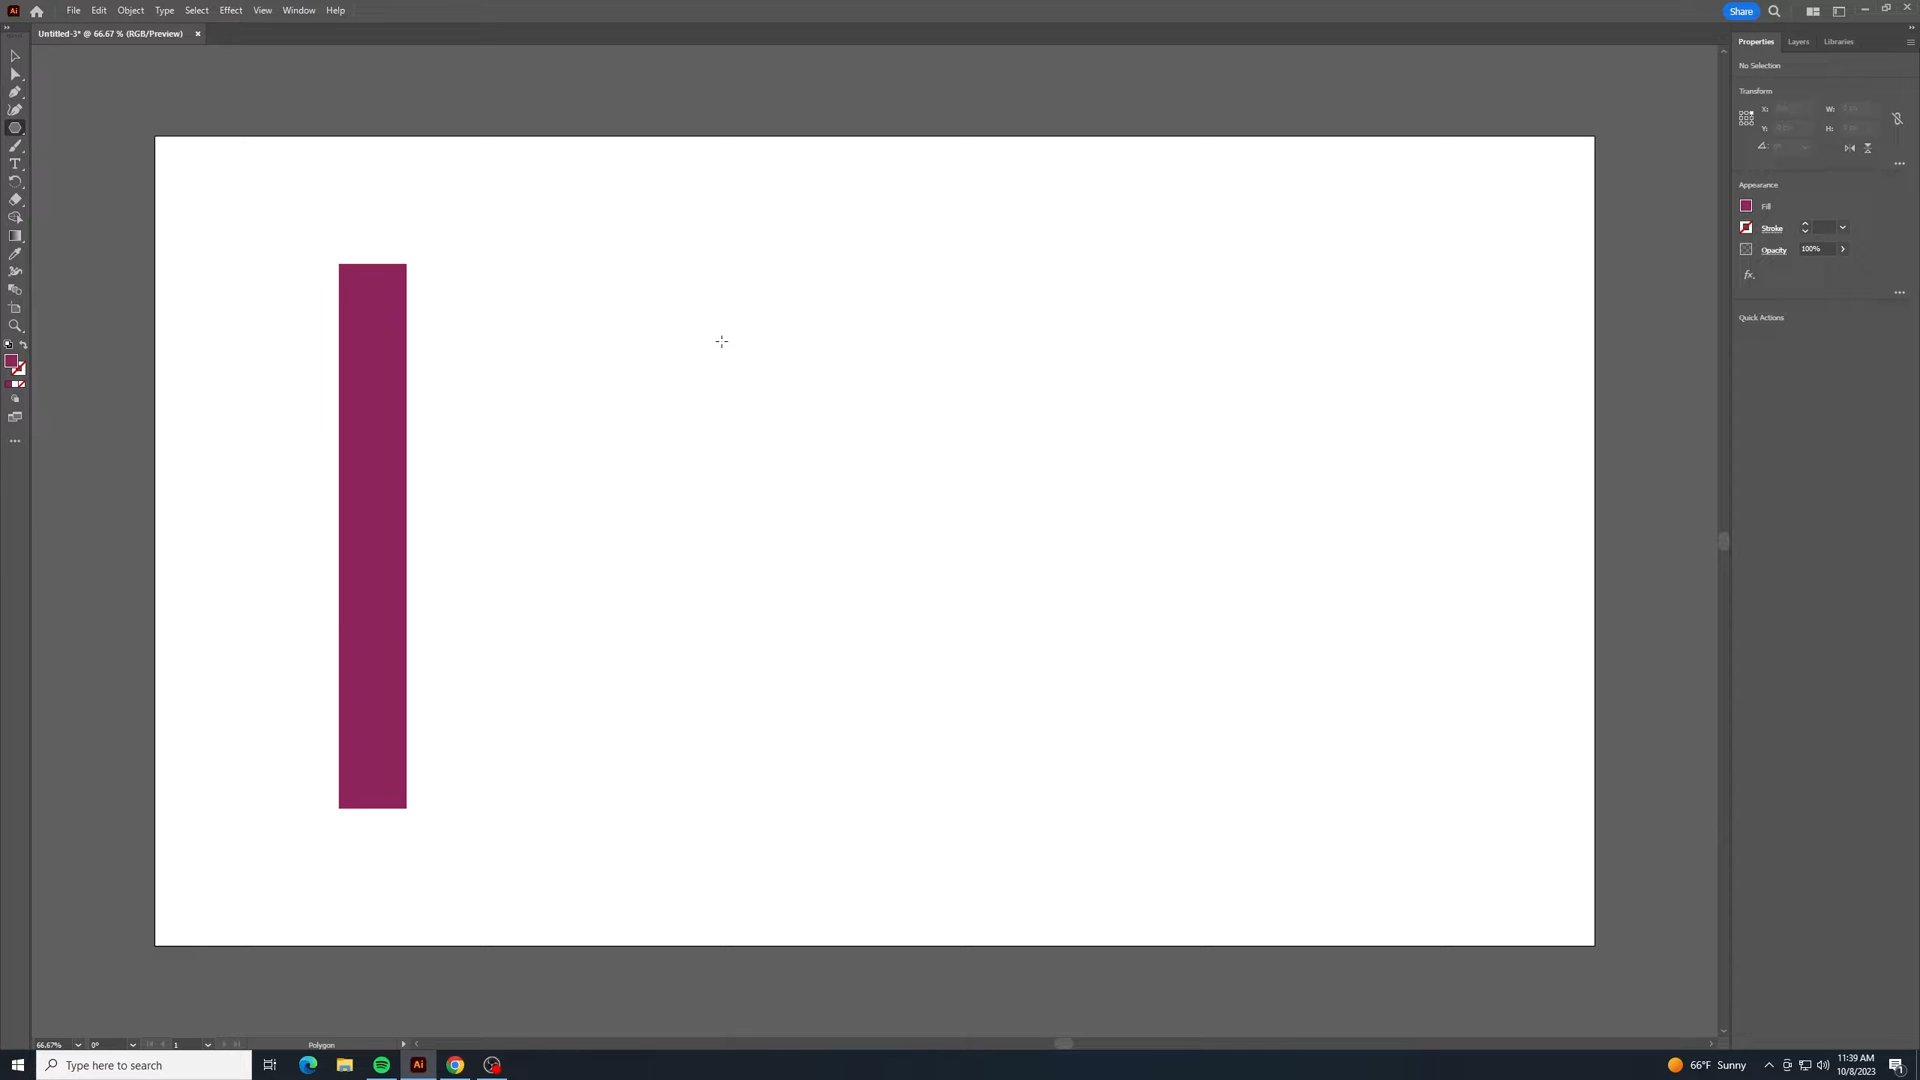 Ai File Edit Object Type Select Effect View Window Help Share
Untitled-3* @ 66.67 % (RGB/Preview) ×
Properties Layers Libraries
No Selection
Transform
X: W:
Y: H:
Appearance
Fill
Stroke
Opacity 100%
fx.
Quick Actions
66.67% 0° 1 Polygon
Type here to search Ai 66°F Sunny 11:39 AM
10/8/2023